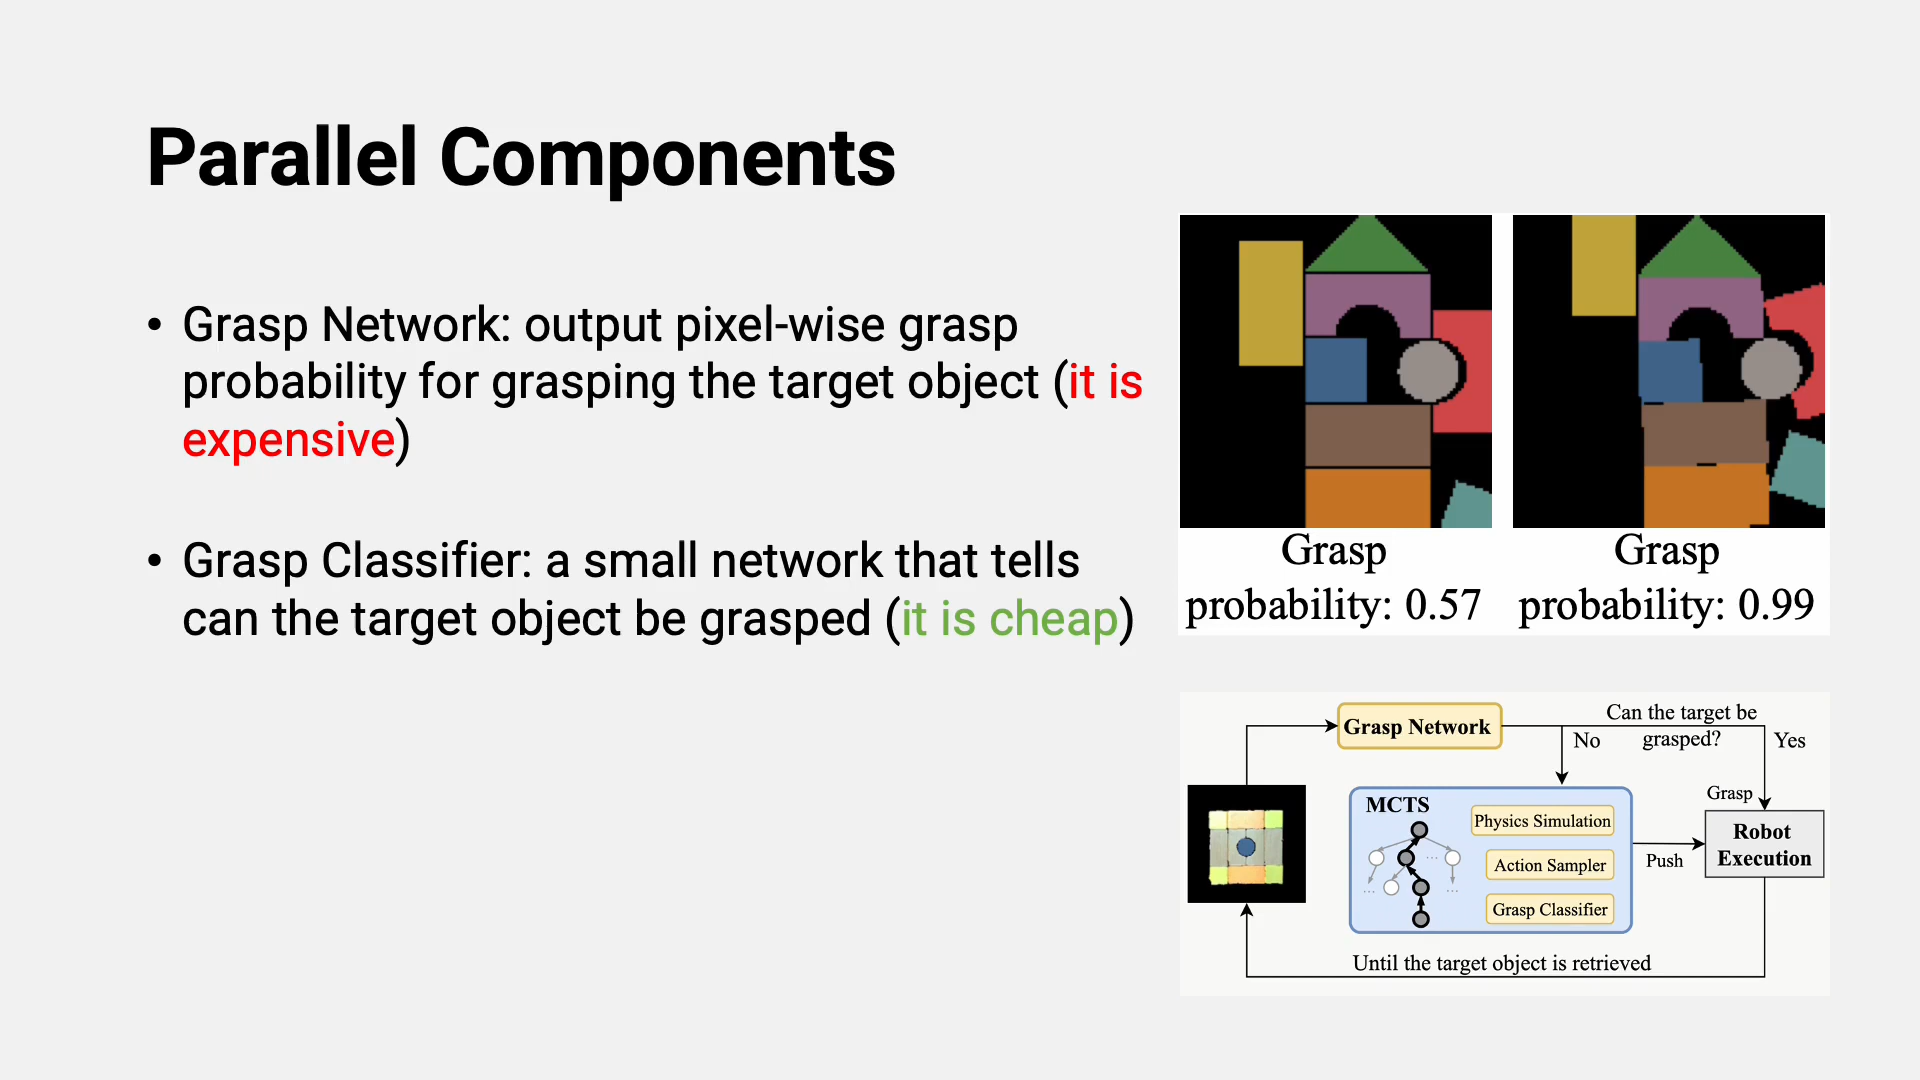 Parallel Components
• Grasp Network: output pixel-wise grasp
probability for grasping the target object (it is
expensive)
• Grasp Classifier: a small network that tells
can the target object be grasped (it is cheap)
Grasp
probability: 0.57
Grasp
probability: 0.99
Grasp Network
Can the target be
grasped?
No
Yes
Grasp
MCTS
Physics Simulation
Action Sampler
Grasp Classifier
Push
Robot
Execution
Until the target object is retrieved